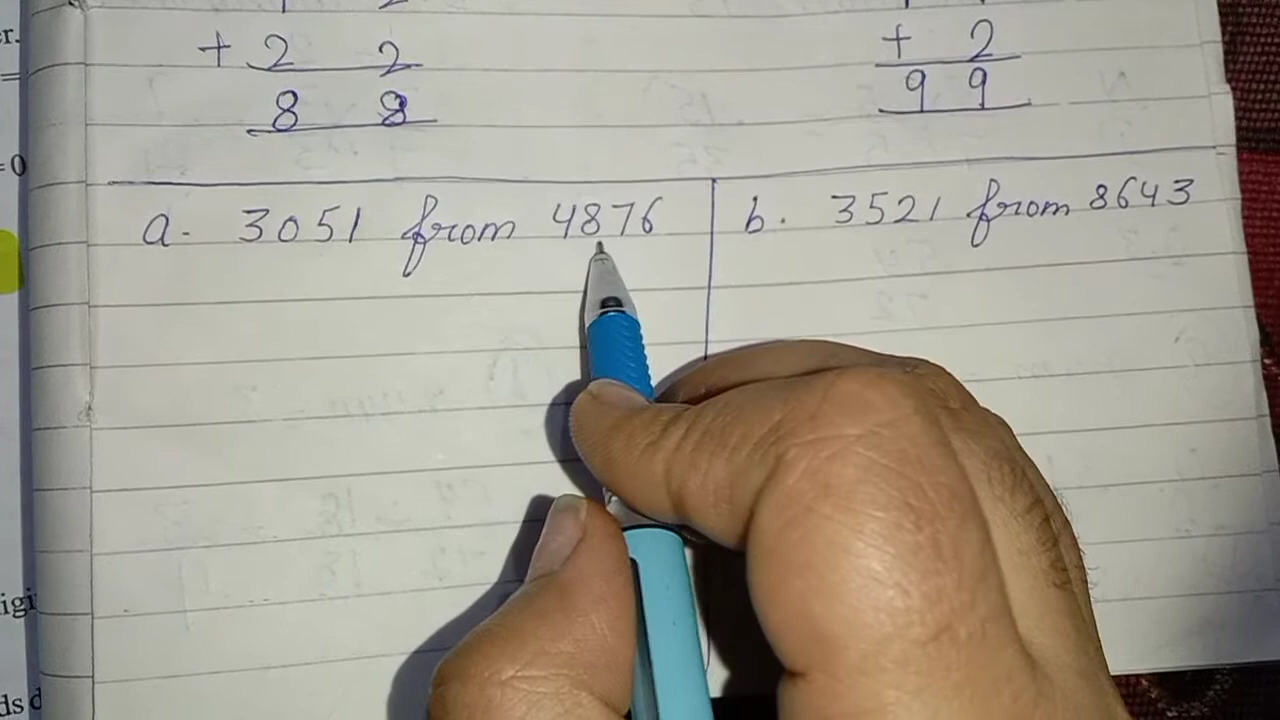 + 2 2
8 8
+ 2
9 9
a. 3051 from 4876
b. 3521 from 8643